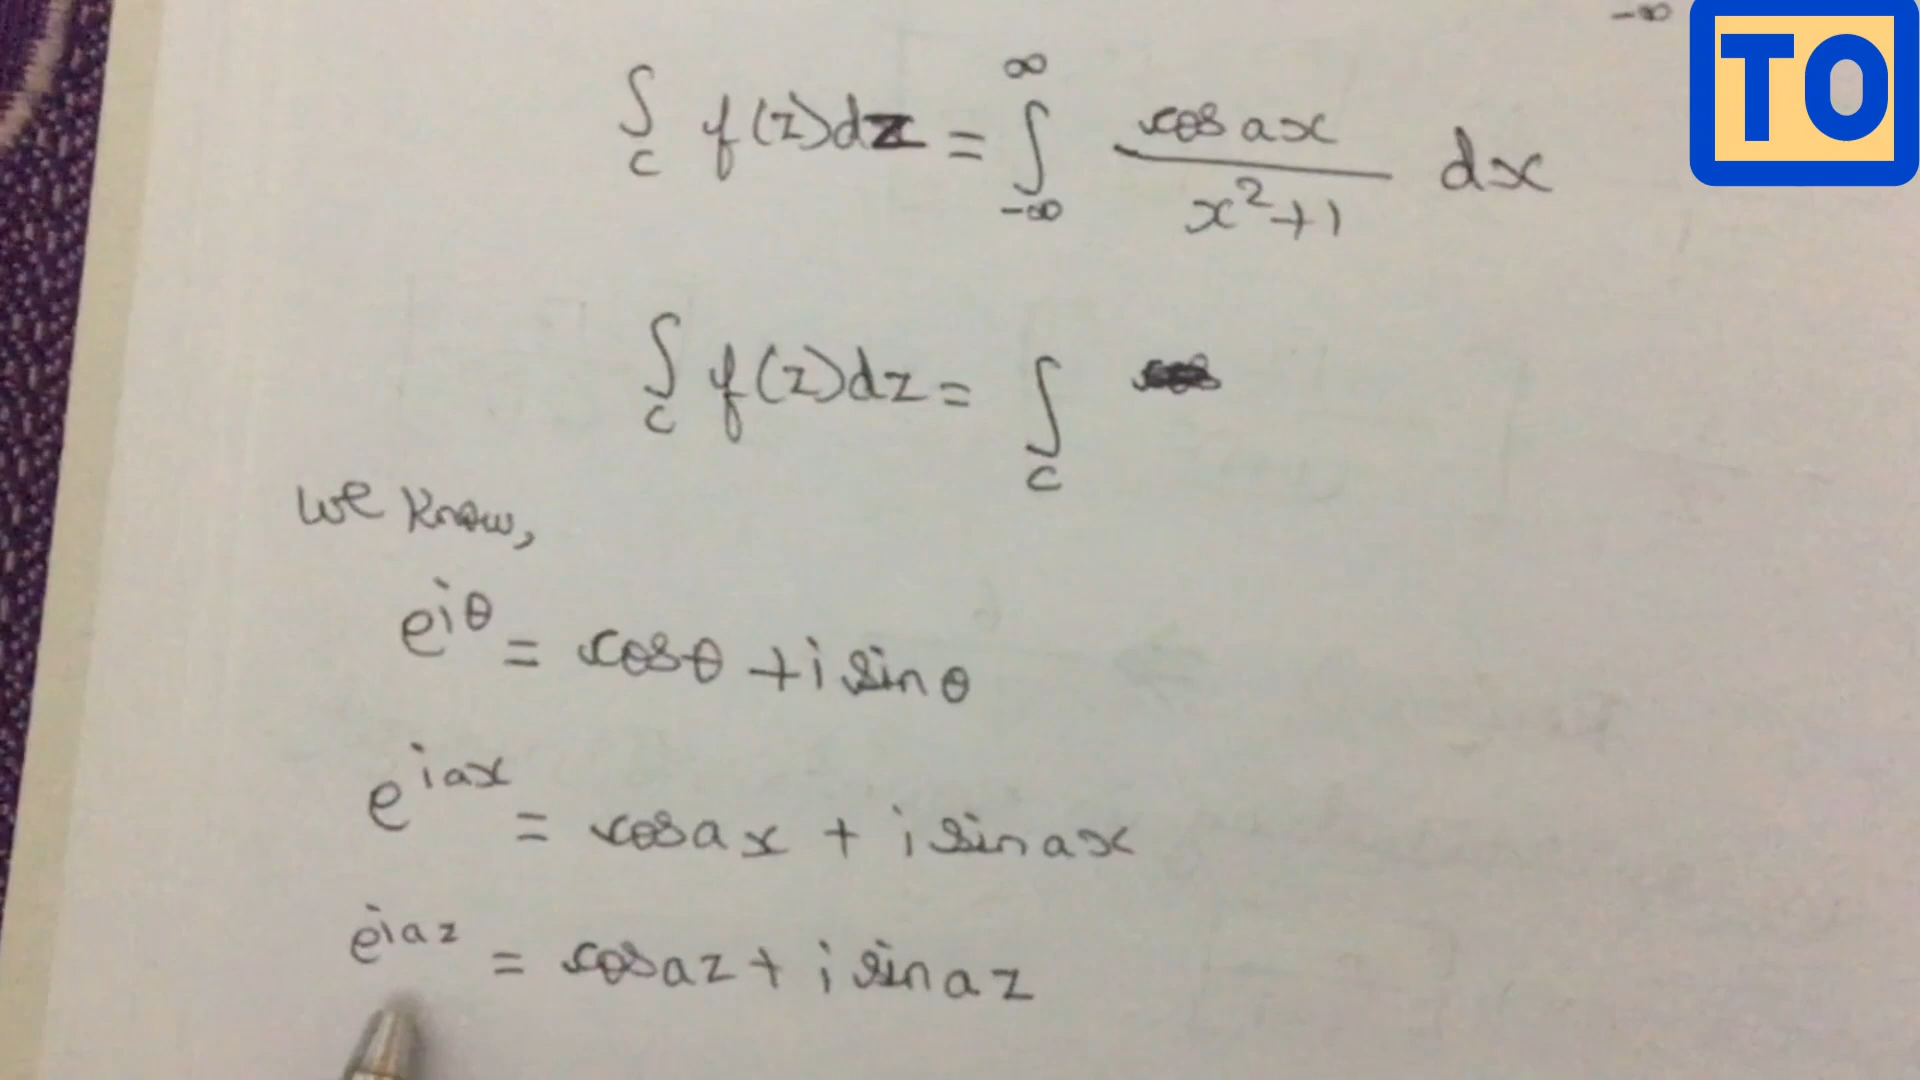 -∞
TO
∫_C f(z)dz = ∫_{-∞}^{∞} cos ax / x²+1 dx
∫_C f(z)dz = ∫_C
we know,
e^{iθ} = cosθ + i sin θ
e^{iax} = cos ax + i sin ax
e^{iaz} = cos az + i sin az